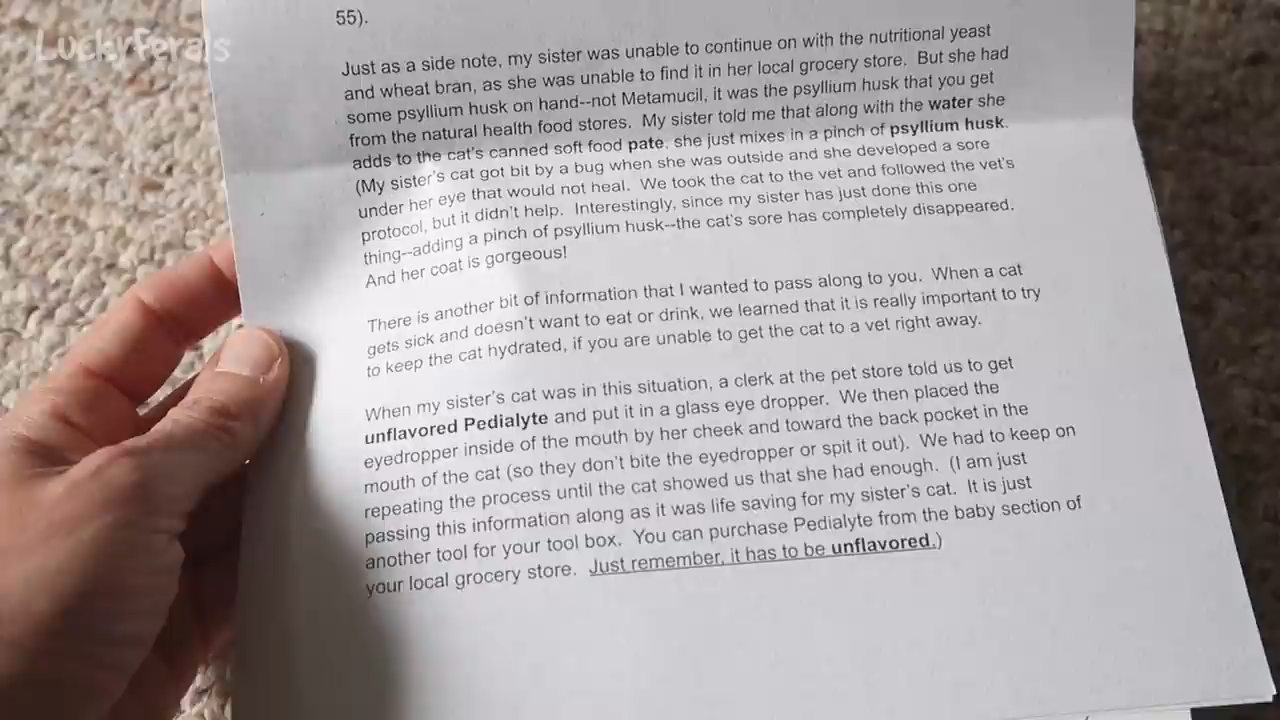 LuckyFerals
55).
Just as a side note, my sister was unable to continue on with the nutritional yeast
and wheat bran, as she was unable to find it in her local grocery store.  But she had
some psyllium husk on hand--not Metamucil, it was the psyllium husk that you get
from the natural health food stores.  My sister told me that along with the water she
adds to the cat's canned soft food pate, she just mixes in a pinch of psyllium husk.
(My sister's cat got bit by a bug when she was outside and she developed a sore
under her eye that would not heal.  We took the cat to the vet and followed the vet's
protocol, but it didn't help.  Interestingly, since my sister has just done this one
thing--adding a pinch of psyllium husk--the cat's sore has completely disappeared.
And her coat is gorgeous!
There is another bit of information that I wanted to pass along to you.  When a cat
gets sick and doesn't want to eat or drink, we learned that it is really important to try
to keep the cat hydrated, if you are unable to get the cat to a vet right away.
When my sister's cat was in this situation, a clerk at the pet store told us to get
unflavored Pedialyte and put it in a glass eye dropper.  We then placed the
eyedropper inside of the mouth by her cheek and toward the back pocket in the
mouth of the cat (so they don't bite the eyedropper or spit it out).  We had to keep on
repeating the process until the cat showed us that she had enough.  (I am just
passing this information along as it was life saving for my sister's cat.  It is just
another tool for your tool box.  You can purchase Pedialyte from the baby section of
your local grocery store.  Just remember, it has to be unflavored.)